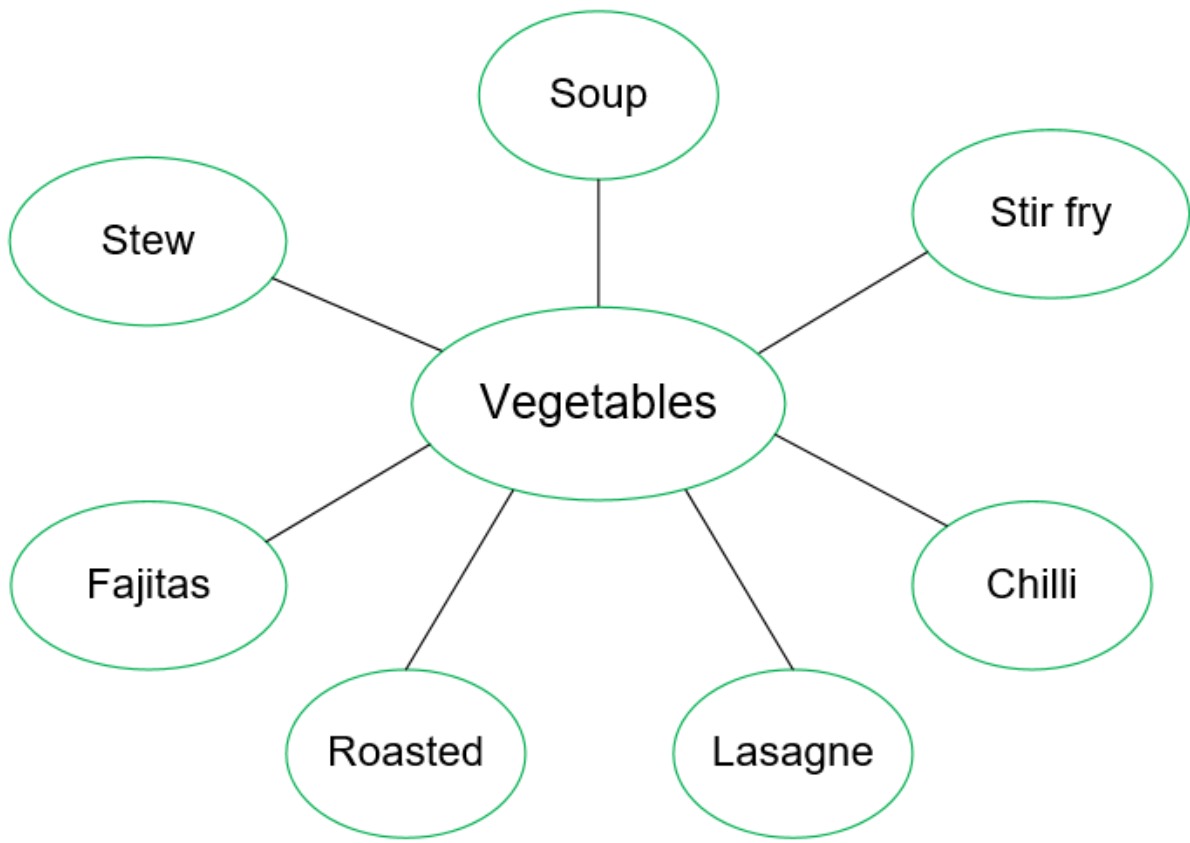 Soup
Stir fry
Stew
Vegetables
Fajitas
Chilli
Roasted
Lasagne